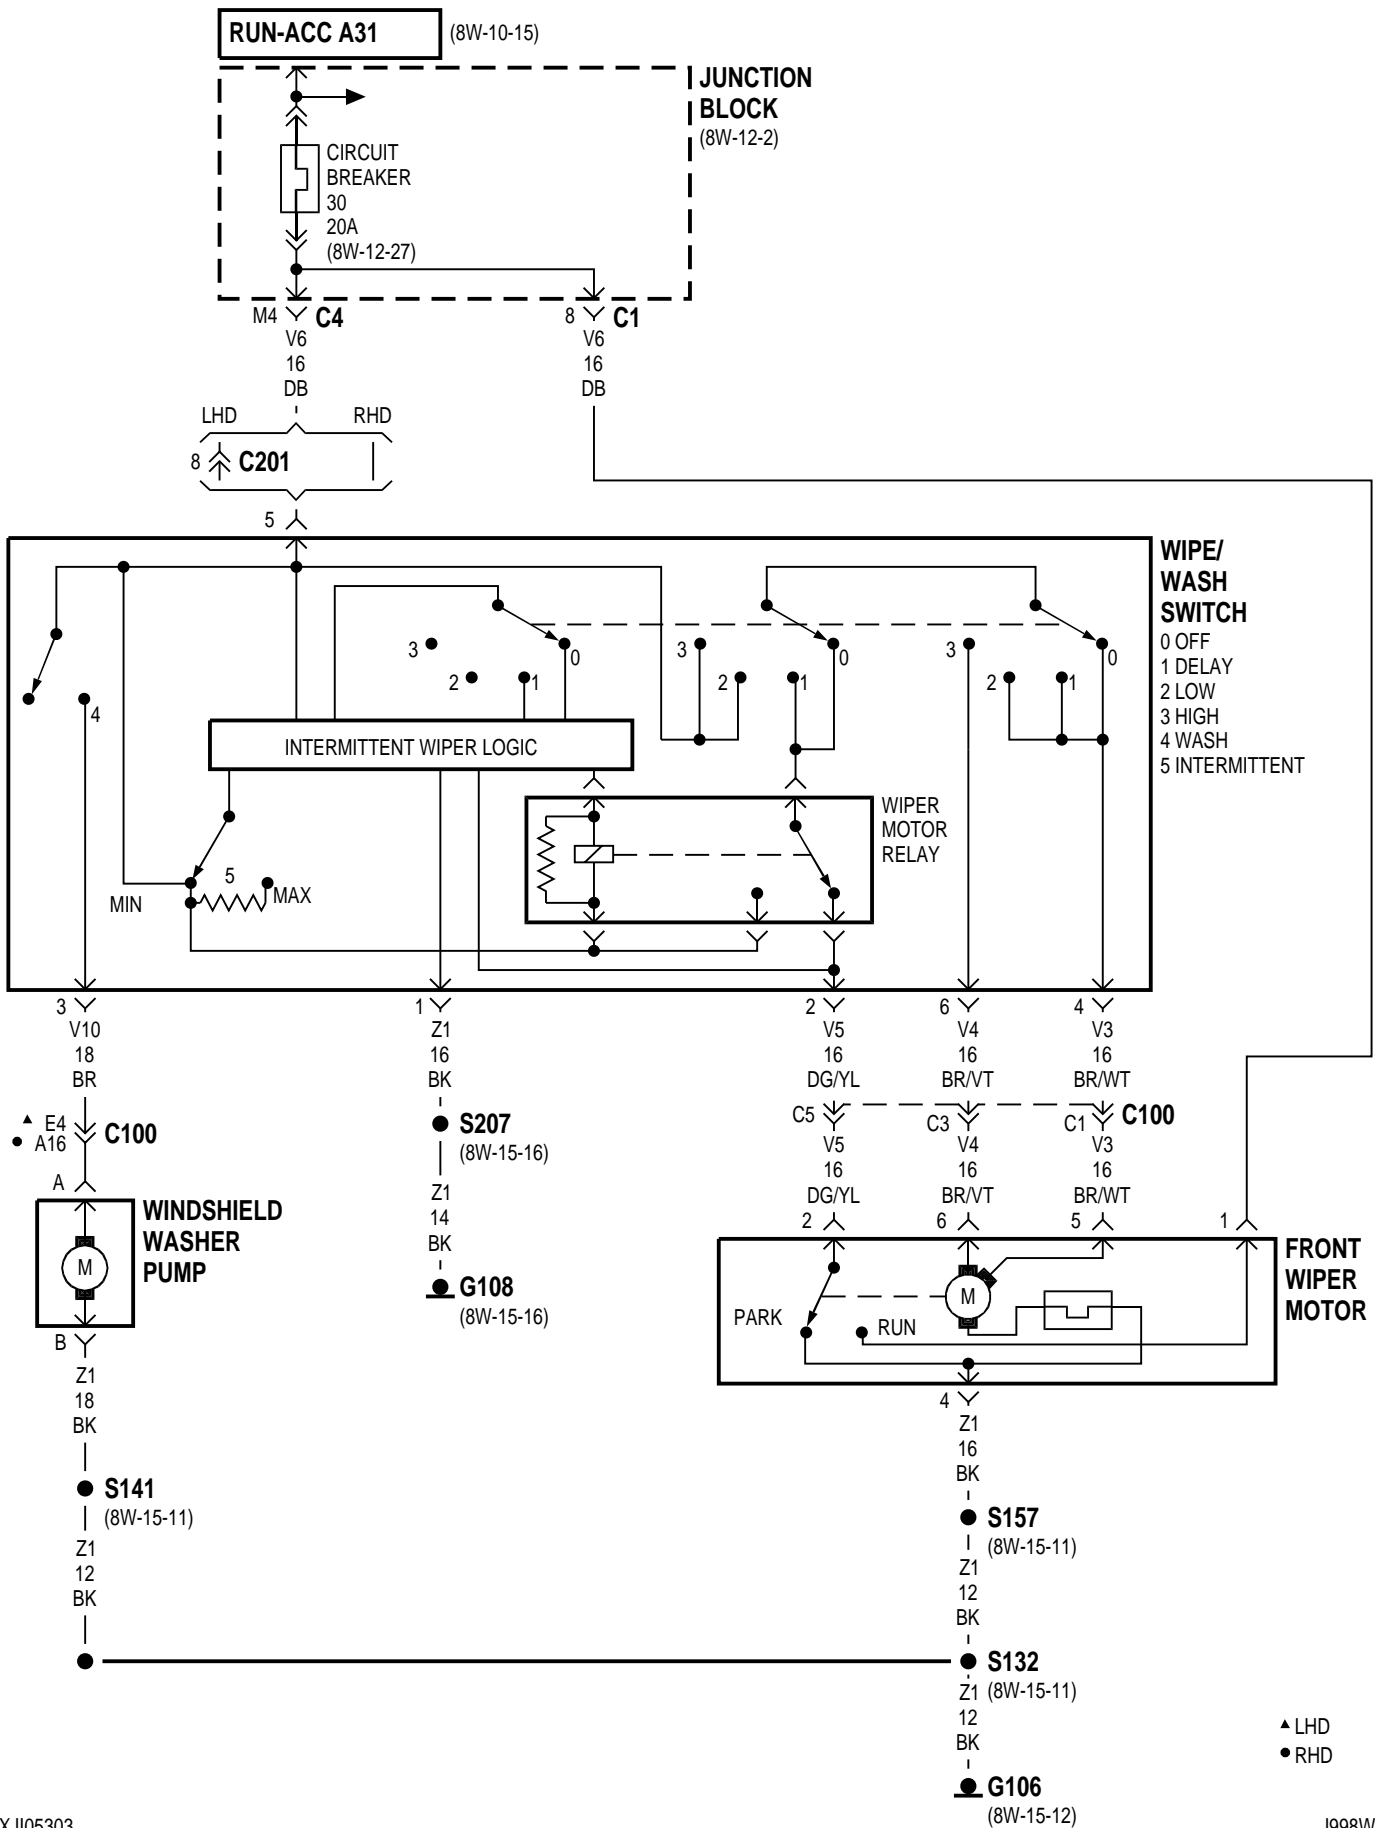 RUN-ACC A31 (8W-10-15)
JUNCTION
BLOCK
(8W-12-2)
CIRCUIT
BREAKER
30
20A
(8W-12-27)
M4 C4 8 C1
V6 V6
16 16
DB DB
LHD RHD
8 C201
5
WIPE/
WASH
SWITCH
0 OFF
1 DELAY
2 LOW
3 HIGH
4 WASH
5 INTERMITTENT
3 0 3 0 3 0
2 1 2 1 2 1
4
INTERMITTENT WIPER LOGIC
WIPER
MOTOR
RELAY
5
MIN MAX
3 1 2 6 4
V10 Z1 V5 V4 V3
18 16 16 16 16
BR BK DG/YL BR/VT BR/WT
▲ E4 C5 C3 C1 C100
● A16 C100
S207
(8W-15-16)
V5 V4 V3
16 16 16
DG/YL BR/VT BR/WT
A
Z1
14
BK
2 6 5 1
WINDSHIELD
WASHER
PUMP
M
G108
(8W-15-16)
FRONT
WIPER
MOTOR
M
PARK RUN
B
Z1
18
BK
4
Z1
16
BK
S141
(8W-15-11)
S157
(8W-15-11)
Z1
12
BK
Z1
12
BK
S132
(8W-15-11)
Z1
12
BK
▲ LHD
● RHD
G106
(8W-15-12)